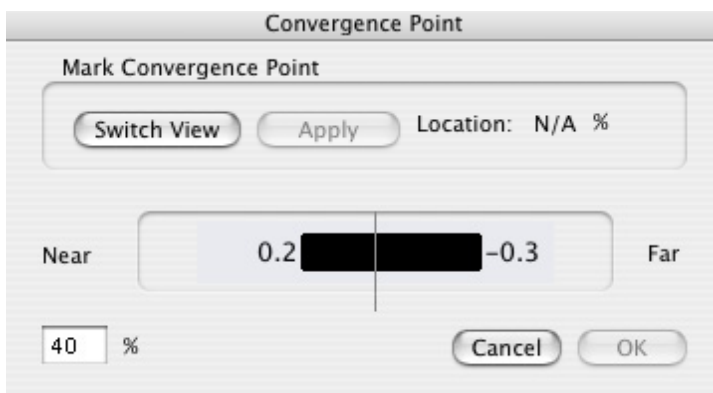 Convergence Point
Mark Convergence Point
Switch View Apply Location: N/A %
Near 0.2 -0.3 Far
40 % Cancel OK